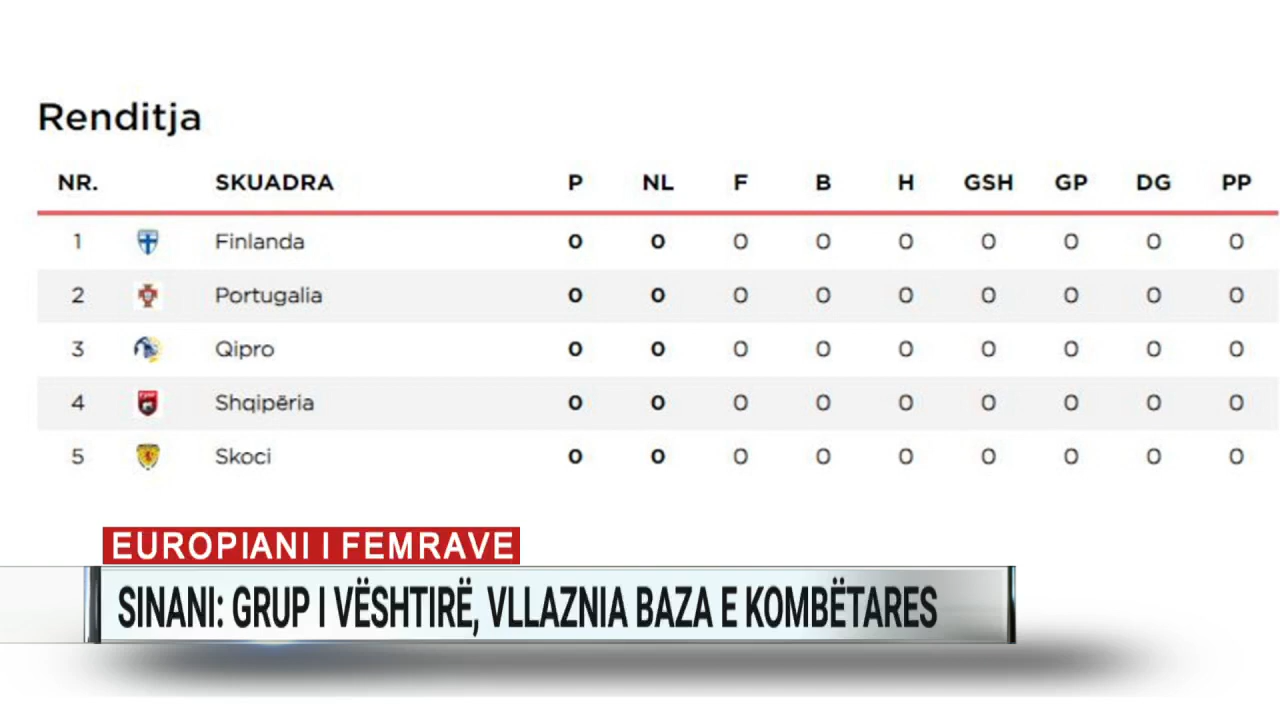 Renditja
NR. SKUADRA P NL F B H GSH GP DG PP
1 Finlanda 0 0 0 0 0 0 0 0 0
2 Portugalia 0 0 0 0 0 0 0 0 0
3 Qipro 0 0 0 0 0 0 0 0 0
4 Shqipëria 0 0 0 0 0 0 0 0 0
5 Skoci 0 0 0 0 0 0 0 0 0
EUROPIANI I FEMRAVE
SINANI: GRUP I VËSHTIRË, VLLAZNIA BAZA E KOMBËTARES